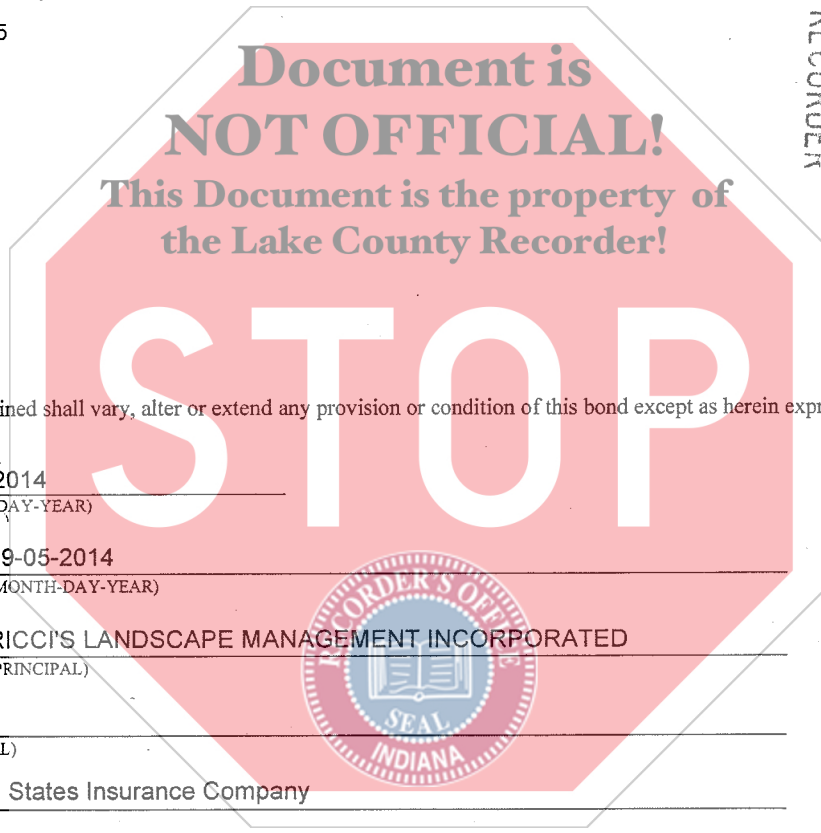 5
RECORDER
Document is
NOT OFFICIAL!
This Document is the property of
the Lake County Recorder!
STOP
ined shall vary, alter or extend any provision or condition of this bond except as herein expr
2014
DAY-YEAR)
9-05-2014
MONTH-DAY-YEAR)
RICCI'S LANDSCAPE MANAGEMENT INCORPORATED
PRINCIPAL)
RECORDER'S OFFICE
SEAL
INDIANA
L)
States Insurance Company